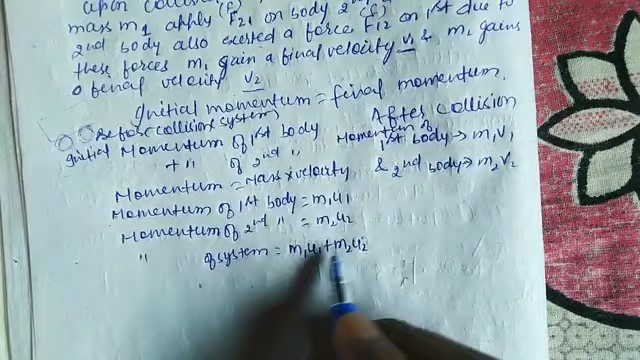 upon collision
mass m1 apply (F) F21 on body 2nd
2nd body also exerted a force F12 on 1st due to
these forces m1 gain a final velocity v1 & m2 gains
a final velocity v2
Initial momentum = final momentum.
Before collision (system) After collision
Initial Momentum of 1st body Momentum of
+ " of 2nd " 1st body → m1v1
Momentum = Mass x velocity & 2nd body → m2v2
Momentum of 1st body = m1u1
Momentum of 2nd " = m2u2
" of system = m1u1 + m2u2